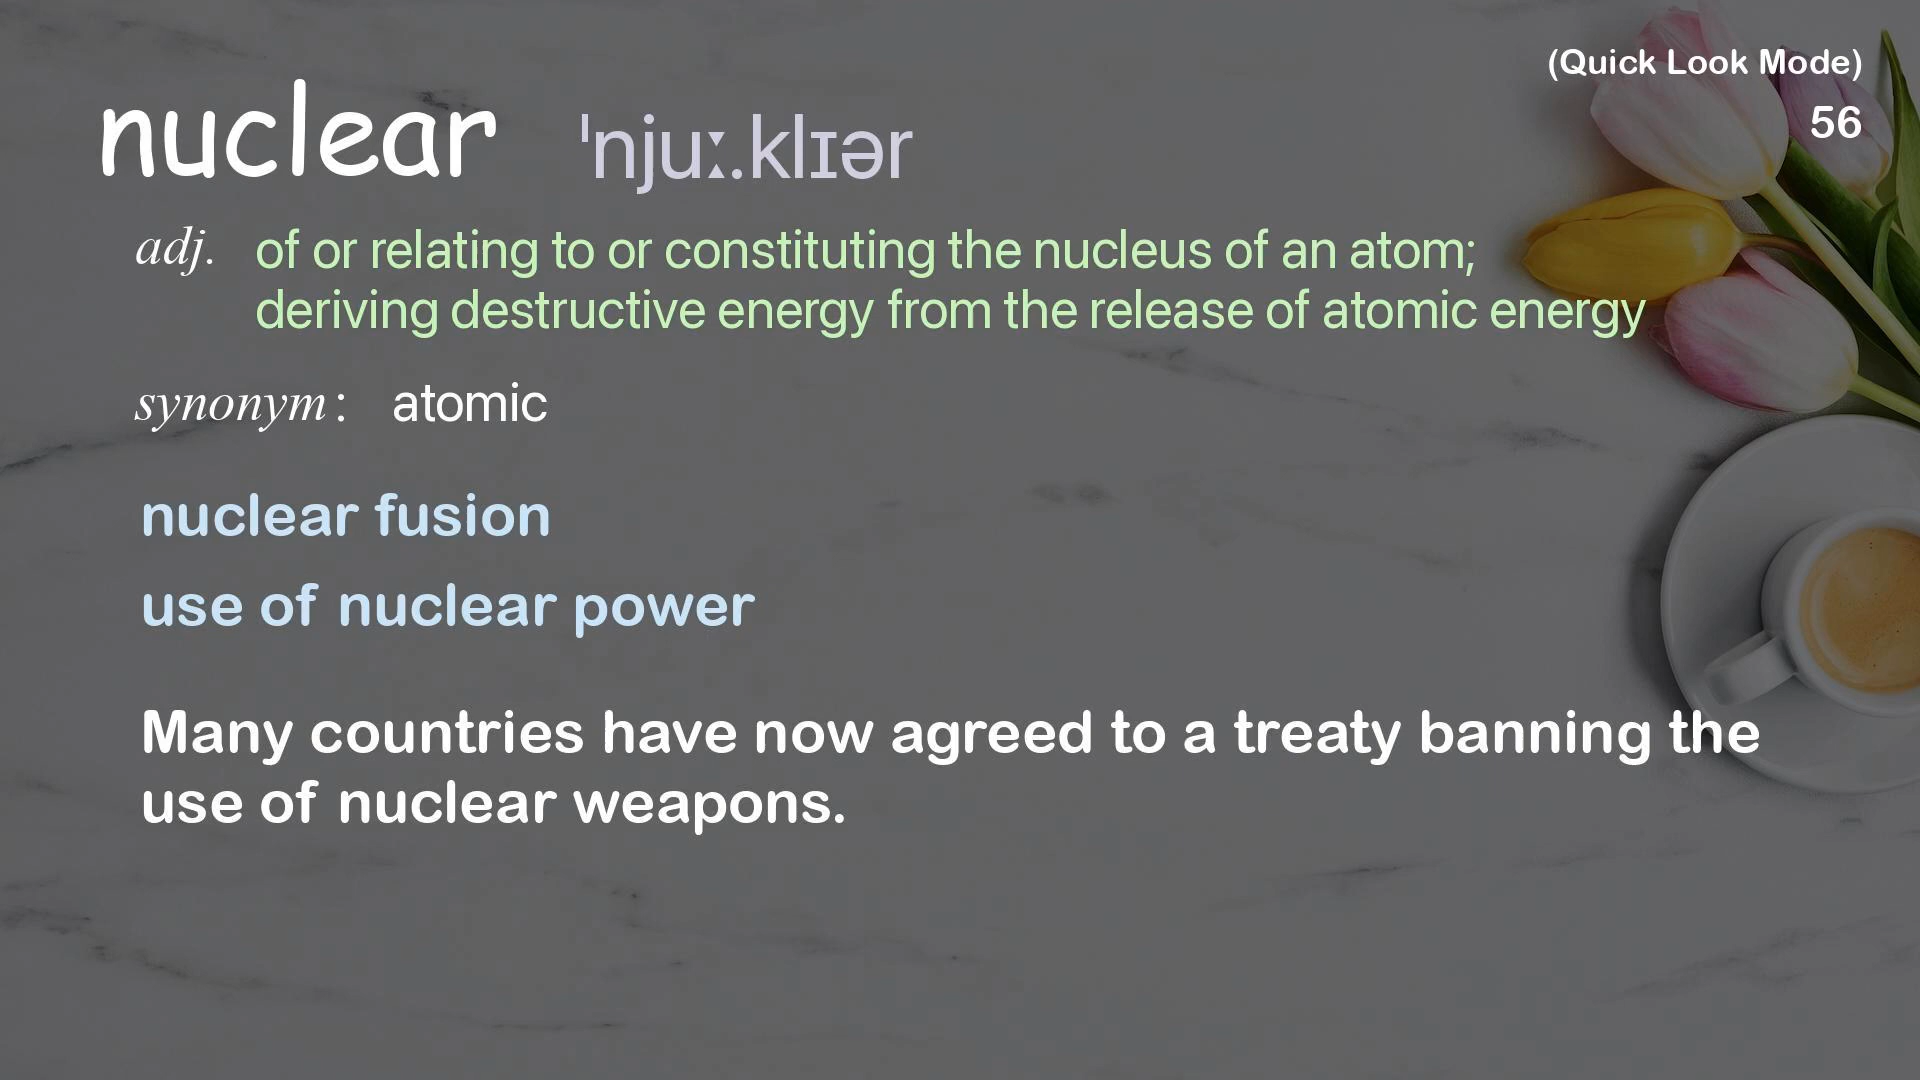 (Quick Look Mode)
56
nuclear ˈnjuː.klɪər
adj. of or relating to or constituting the nucleus of an atom;
deriving destructive energy from the release of atomic energy
synonym : atomic
nuclear fusion
use of nuclear power
Many countries have now agreed to a treaty banning the
use of nuclear weapons.